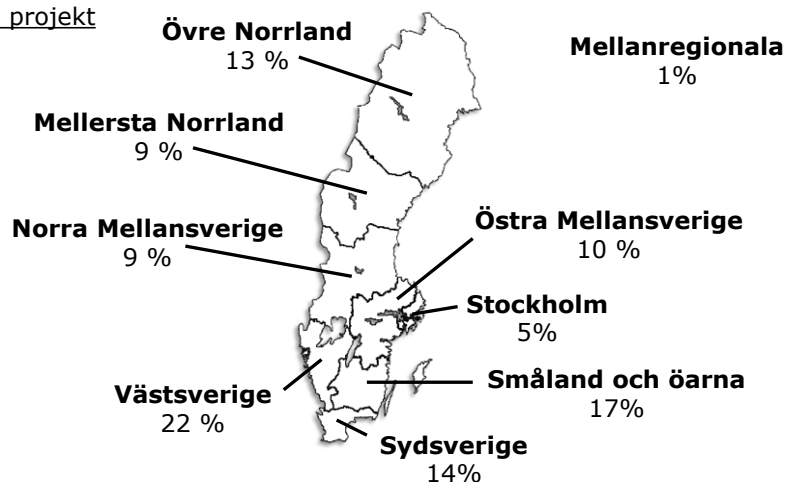 projekt
Övre Norrland
13 %
Mellanregionala
1%
Mellersta Norrland
9 %
Norra Mellansverige
9 %
Östra Mellansverige
10 %
Stockholm
5%
Småland och öarna
17%
Västsverige
22 %
Sydsverige
14%